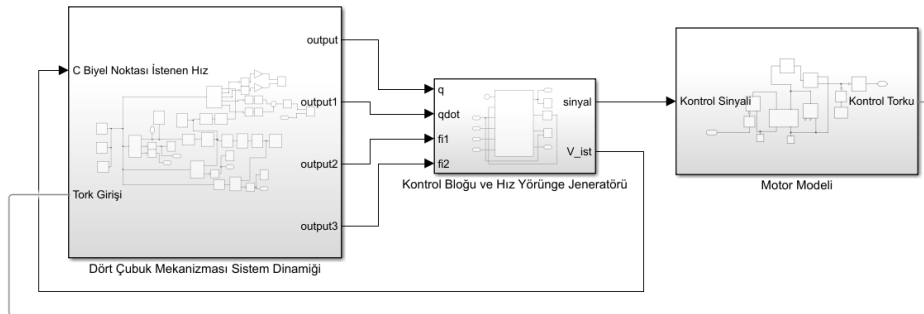 output
C Biyel Noktası İstenen Hız
q
output1
qdot
sinyal
Kontrol Sinyali
Kontrol Torku
fi1
output2
V_ist
fi2
Kontrol Bloğu ve Hız Yörünge Jeneratörü
Motor Modeli
Tork Girişi
output3
Dört Çubuk Mekanizması Sistem Dinamiği